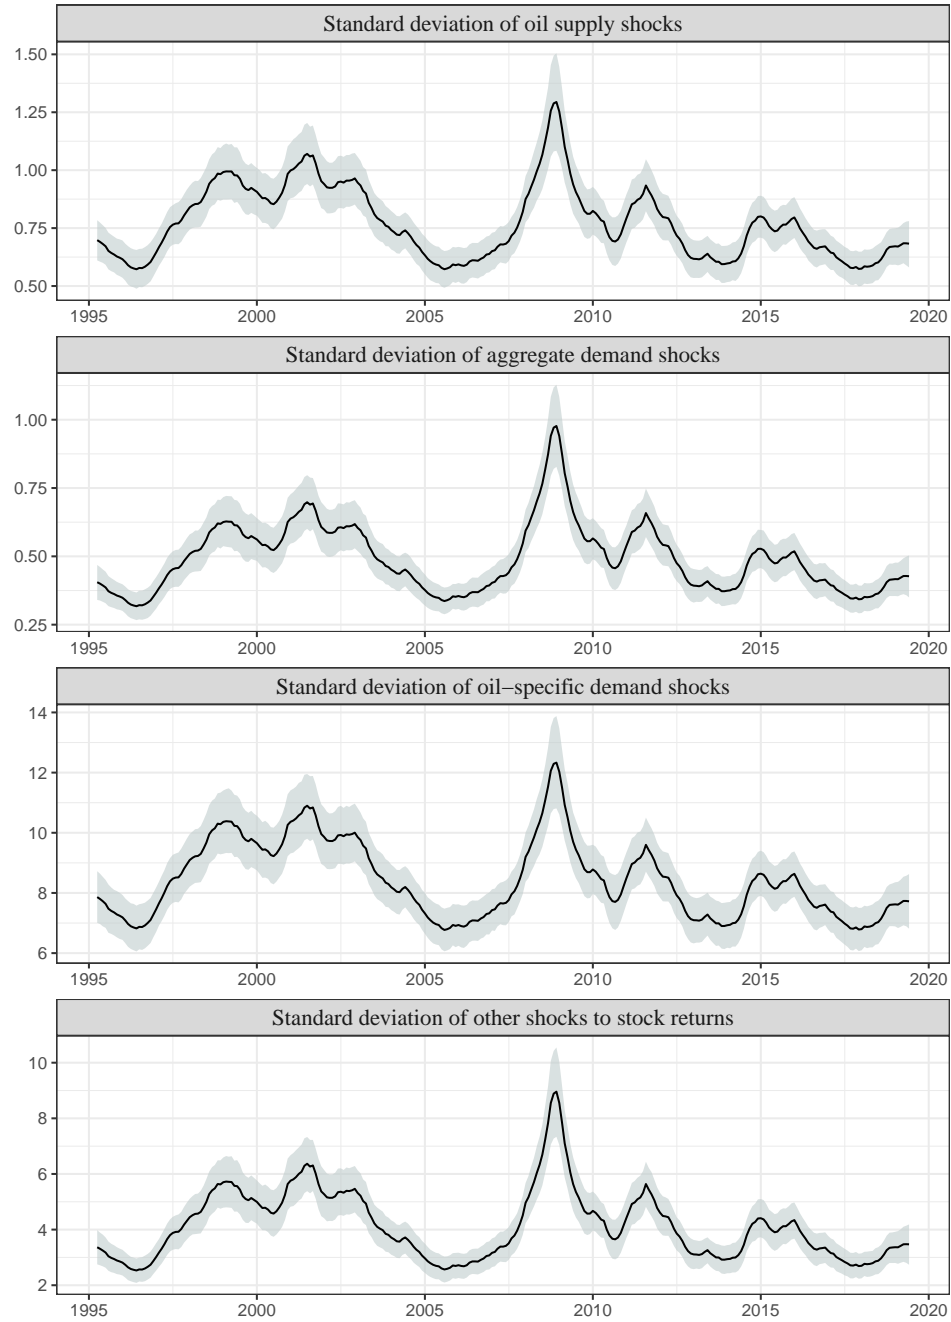 Standard deviation of oil supply shocks
1.50
1.25
1.00
0.75
0.50
1995 2000 2005 2010 2015 2020
Standard deviation of aggregate demand shocks
1.00
0.75
0.50
0.25
1995 2000 2005 2010 2015 2020
Standard deviation of oil−specific demand shocks
14
12
10
8
6
1995 2000 2005 2010 2015 2020
Standard deviation of other shocks to stock returns
10
8
6
4
2
1995 2000 2005 2010 2015 2020